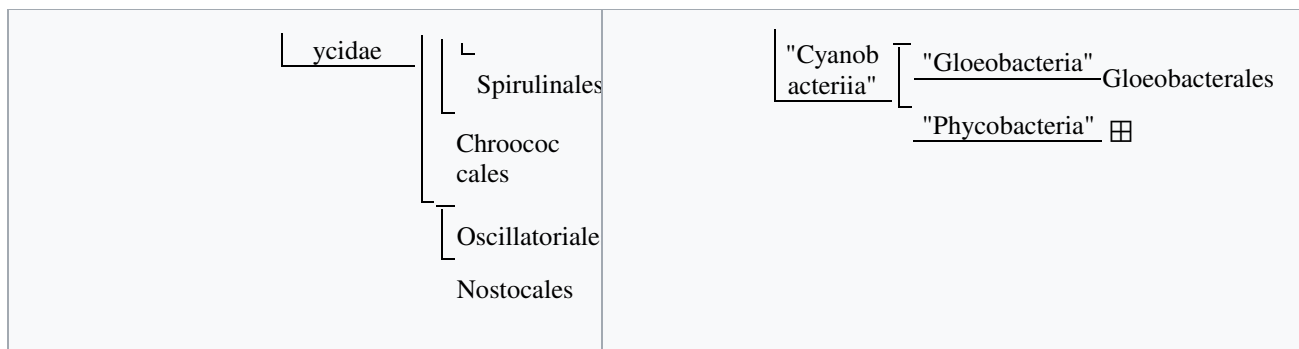 ycidae
Spirulinales
Chroococ
cales
Oscillatoriale
Nostocales
"Cyanob
acteriia"
"Gloeobacteria"
Gloeobacterales
"Phycobacteria"